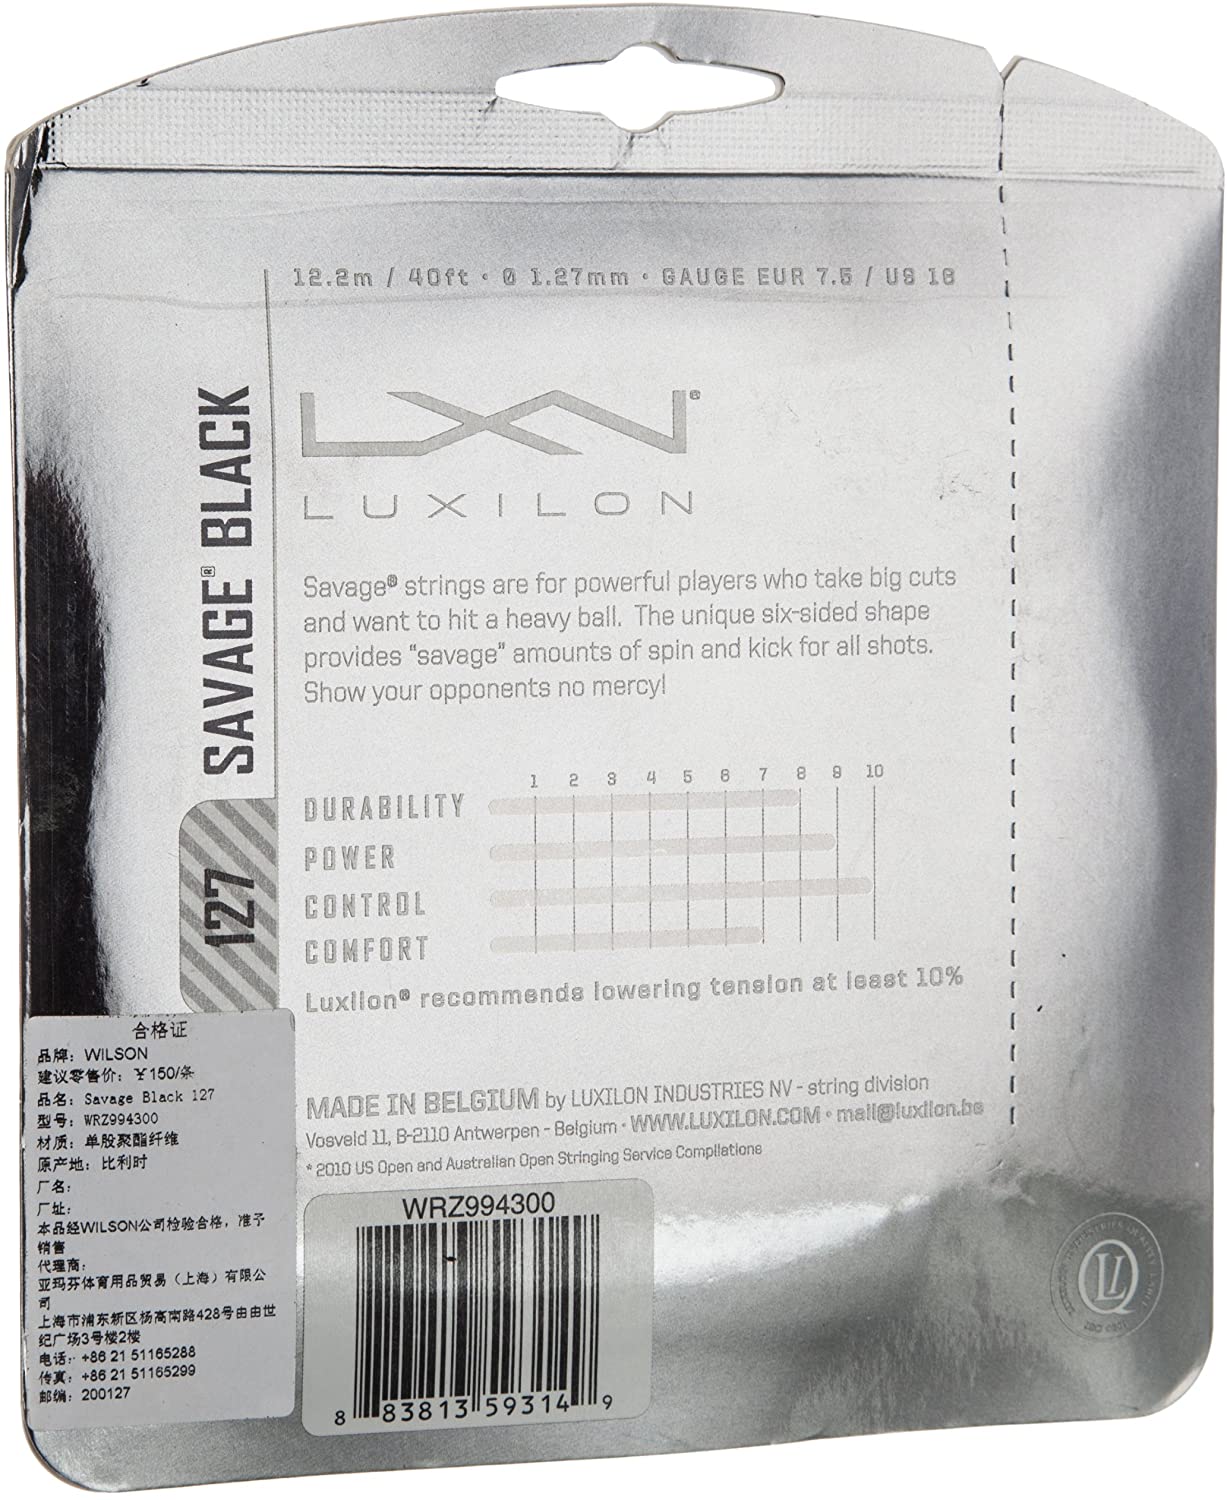 12.2m / 40ft · Ø 1.27mm · GAUGE EUR 7.5 / US 16
SAVAGE® BLACK
127
LXN®
LUXILON
Savage® strings are for powerful players who take big cuts
and want to hit a heavy ball. The unique six-sided shape
provides "savage" amounts of spin and kick for all shots.
Show your opponents no mercy!
1 2 3 4 5 6 7 8 9 10
DURABILITY
POWER
CONTROL
COMFORT
Luxilon® recommends lowering tension at least 10%
MADE IN BELGIUM by LUXILON INDUSTRIES NV - string division
Vosveld 11, B-2110 Antwerpen - Belgium · WWW.LUXILON.COM · mail@luxilon.be
* 2010 US Open and Australian Open Stringing Service Compilations
合格证
品牌：WILSON
建议零售价：￥150/条
品名：Savage Black 127
型号：WRZ994300
材质：单股聚酯纤维
原产地：比利时
厂名：
厂址：
本品经WILSON公司检验合格，准予
销售
代理商：
亚玛芬体育用品贸易（上海）有限公
司
上海市浦东新区杨高南路428号由由世
纪广场3号楼2楼
电话：+86 21 51165288
传真：+86 21 51165299
邮编：200127
WRZ994300
8 83813 59314 9